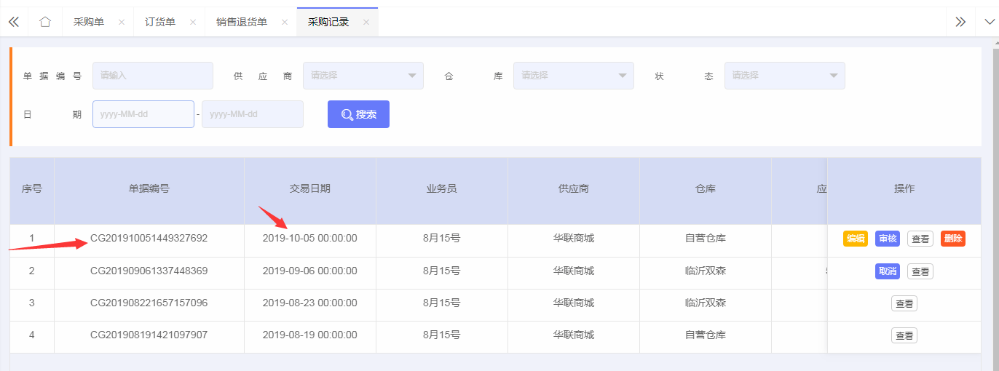 采购单 订货单 销售退货单 采购记录
单据编号 请输入 供应商 请选择 仓库 请选择 状态 请选择
日期 yyyy-MM-dd - yyyy-MM-dd 搜索
序号 单据编号 交易日期 业务员 供应商 仓库 应 操作
1 CG201910051449327692 2019-10-05 00:00:00 8月15号 华联商城 自营仓库 编辑 审核 查看 删除
2 CG201909061337448369 2019-09-06 00:00:00 8月15号 华联商城 临沂双森 取消 查看
3 CG201908221657157096 2019-08-23 00:00:00 8月15号 华联商城 临沂双森 查看
4 CG201908191421097907 2019-08-19 00:00:00 8月15号 华联商城 自营仓库 查看